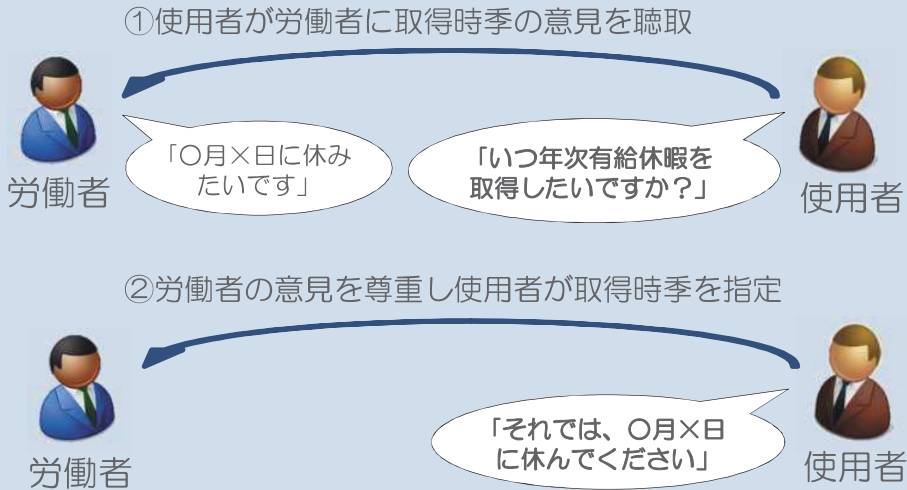 ①使用者が労働者に取得時季の意見を聴取
「〇月×日に休み
たいです」
「いつ年次有給休暇を
取得したいですか？」
労働者
使用者
②労働者の意見を尊重し使用者が取得時季を指定
「それでは、〇月×日
に休んでください」
労働者
使用者